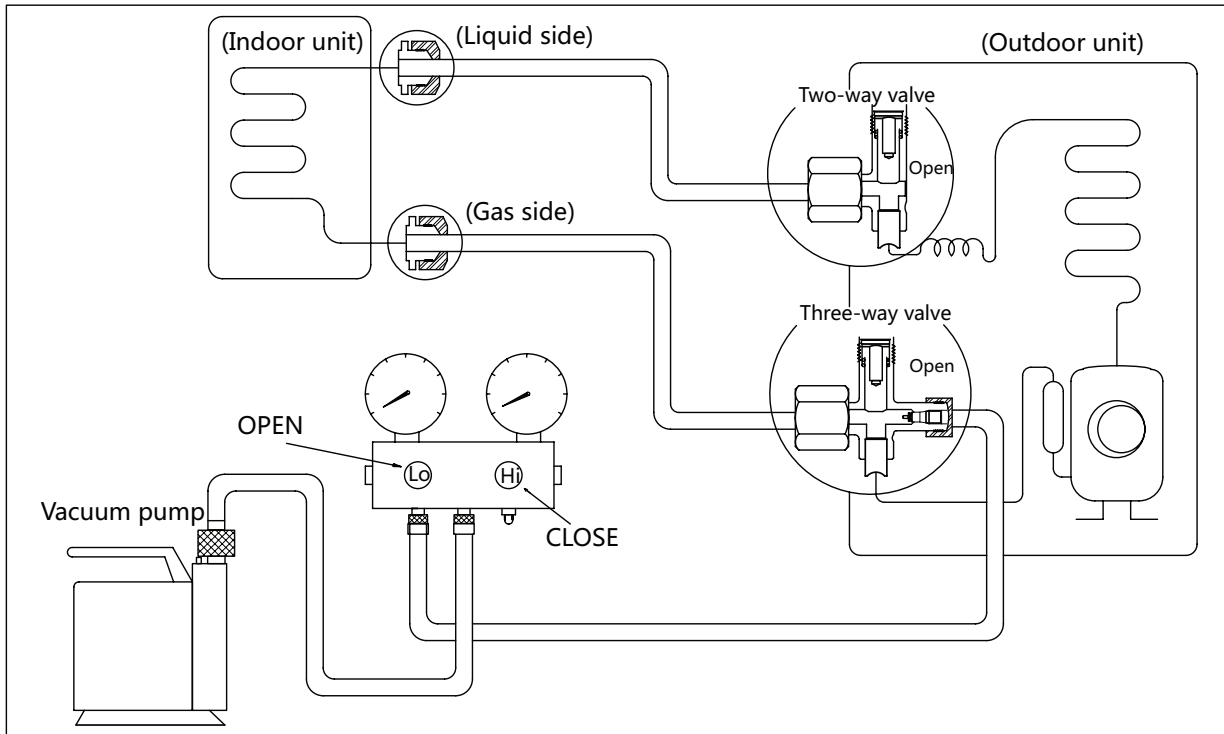 (Indoor unit)
(Liquid side)
(Outdoor unit)
Two-way valve
Open
(Gas side)
Three-way valve
Open
OPEN
Lo
Hi
CLOSE
Vacuum pump